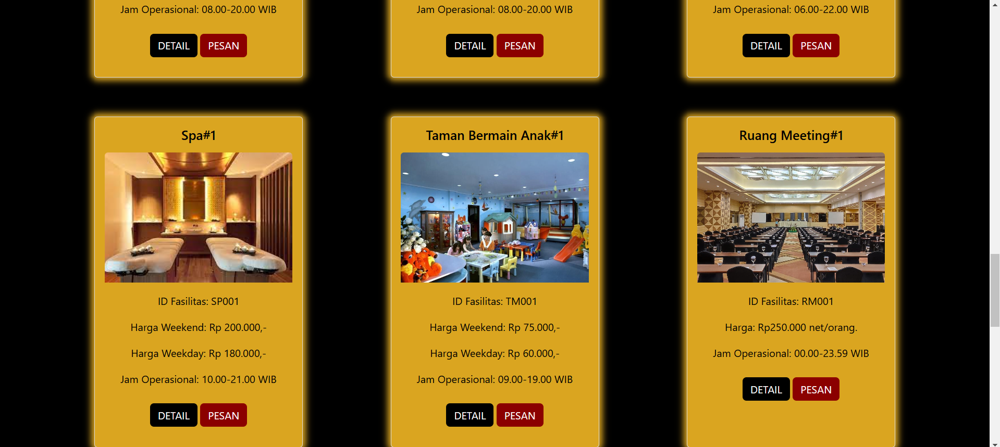 Jam Operasional: 08.00-20.00 WIB
Jam Operasional: 08.00-20.00 WIB
Jam Operasional: 06.00-22.00 WIB
DETAIL PESAN
DETAIL PESAN
DETAIL PESAN
Spa#1
ID Fasilitas: SP001
Harga Weekend: Rp 200.000,-
Harga Weekday: Rp 180.000,-
Jam Operasional: 10.00-21.00 WIB
DETAIL PESAN
Taman Bermain Anak#1
ID Fasilitas: TM001
Harga Weekend: Rp 75.000,-
Harga Weekday: Rp 60.000,-
Jam Operasional: 09.00-19.00 WIB
DETAIL PESAN
Ruang Meeting#1
ID Fasilitas: RM001
Harga: Rp250.000 net/orang.
Jam Operasional: 00.00-23.59 WIB
DETAIL PESAN